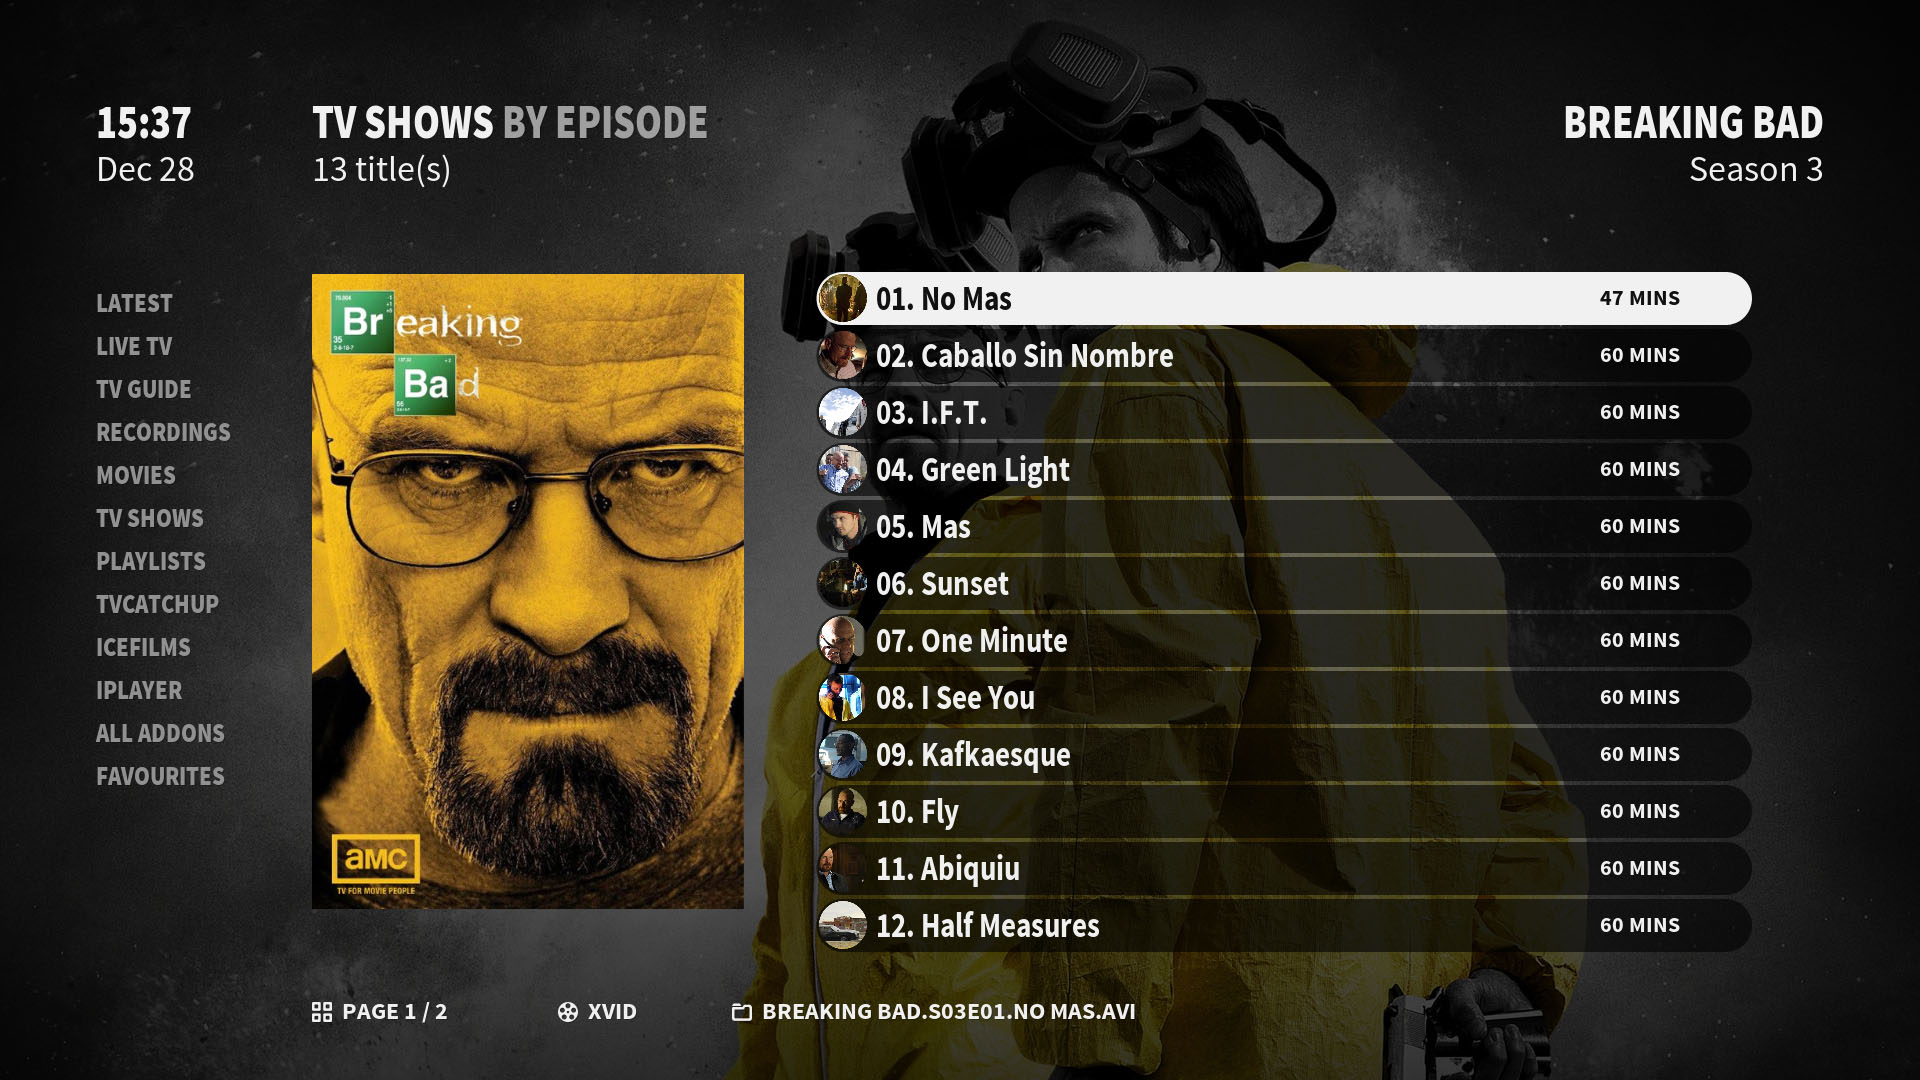 15:37
Dec 28
TV SHOWS BY EPISODE
13 title(s)
BREAKING BAD
Season 3
LATEST
LIVE TV
TV GUIDE
RECORDINGS
MOVIES
TV SHOWS
PLAYLISTS
TVCATCHUP
ICEFILMS
IPLAYER
ALL ADDONS
FAVOURITES
Breaking
35
Bad
56
amc
TV FOR MOVIE PEOPLE
01. No Mas 47 MINS
02. Caballo Sin Nombre 60 MINS
03. I.F.T. 60 MINS
04. Green Light 60 MINS
05. Mas 60 MINS
06. Sunset 60 MINS
07. One Minute 60 MINS
08. I See You 60 MINS
09. Kafkaesque 60 MINS
10. Fly 60 MINS
11. Abiquiu 60 MINS
12. Half Measures 60 MINS
PAGE 1 / 2
XVID
BREAKING BAD.S03E01.NO MAS.AVI